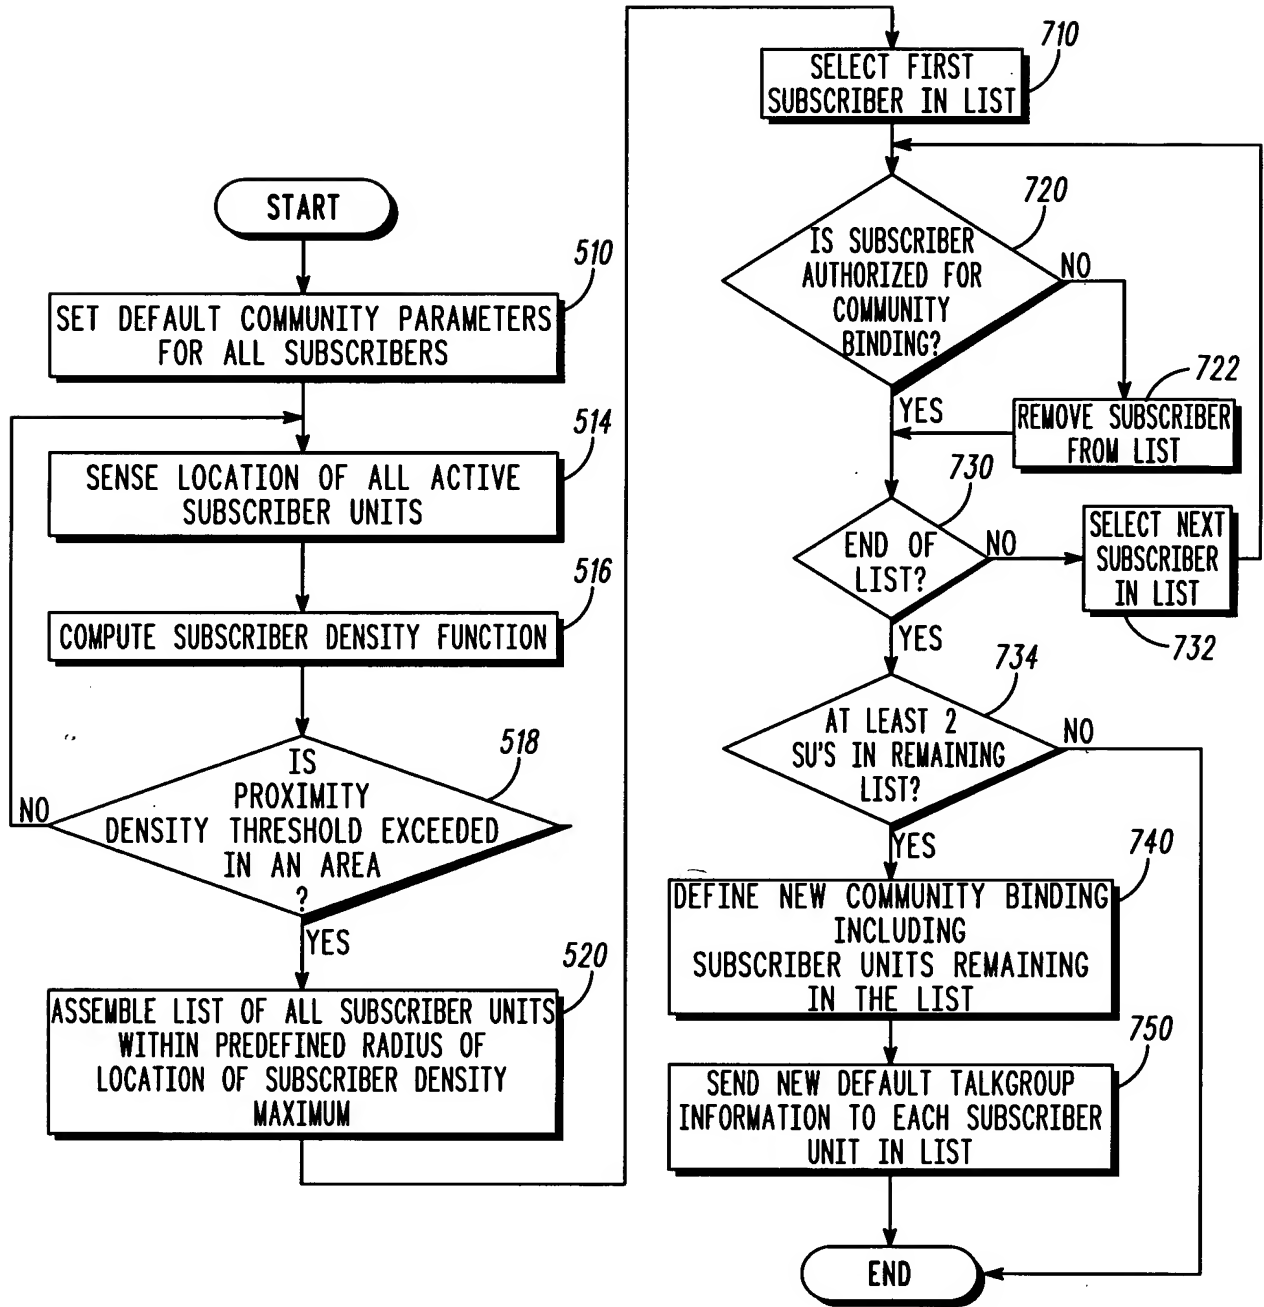 START
510
SET DEFAULT COMMUNITY PARAMETERS
FOR ALL SUBSCRIBERS
514
SENSE LOCATION OF ALL ACTIVE
SUBSCRIBER UNITS
516
COMPUTE SUBSCRIBER DENSITY FUNCTION
518
IS
PROXIMITY
DENSITY THRESHOLD EXCEEDED
IN AN AREA
?
NO
YES
520
ASSEMBLE LIST OF ALL SUBSCRIBER UNITS
WITHIN PREDEFINED RADIUS OF
LOCATION OF SUBSCRIBER DENSITY
MAXIMUM
710
SELECT FIRST
SUBSCRIBER IN LIST
720
IS SUBSCRIBER
AUTHORIZED FOR
COMMUNITY
BINDING?
NO
YES
722
REMOVE SUBSCRIBER
FROM LIST
730
END OF
LIST?
NO
YES
SELECT NEXT
SUBSCRIBER
IN LIST
732
734
AT LEAST 2
SU'S IN REMAINING
LIST?
NO
YES
740
DEFINE NEW COMMUNITY BINDING
INCLUDING
SUBSCRIBER UNITS REMAINING
IN THE LIST
750
SEND NEW DEFAULT TALKGROUP
INFORMATION TO EACH SUBSCRIBER
UNIT IN LIST
END